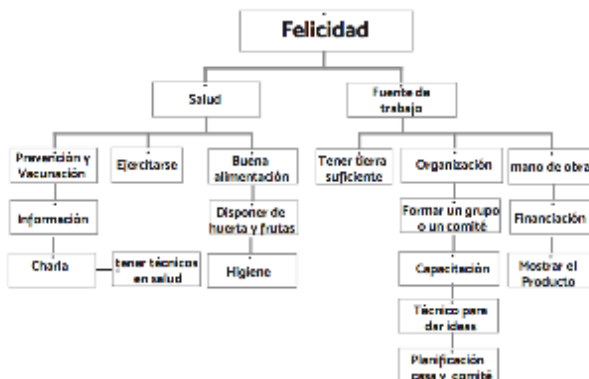 Felicidad
Salud
Fuente de
trabajo
Prevención y
Vacunación
Ejercitarse
Buena
alimentación
Tener tierra
suficiente
Organización
mano de obra
Información
Disponer de
huerta y frutas
Formar un grupo
o un comité
Financiación
Charla
tener técnicos
en salud
Higiene
Capacitación
Mostrar el
Producto
Técnico para
dar ideas
Planificación
casa y comité